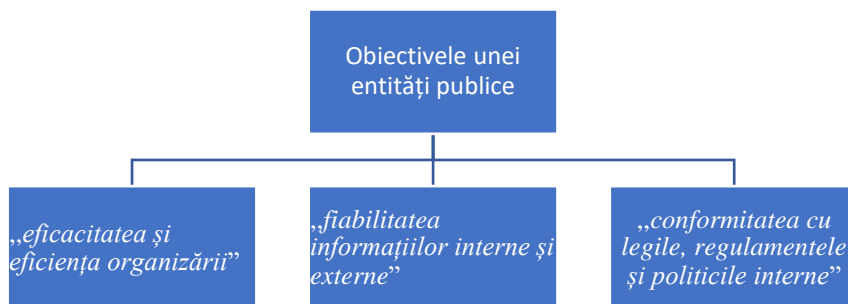 Obiectivele unei
entități publice
„eficacitatea și
eficiența organizării”
„fiabilitatea
informațiilor interne și
externe”
„conformitatea cu
legile, regulamentele
și politicile interne”